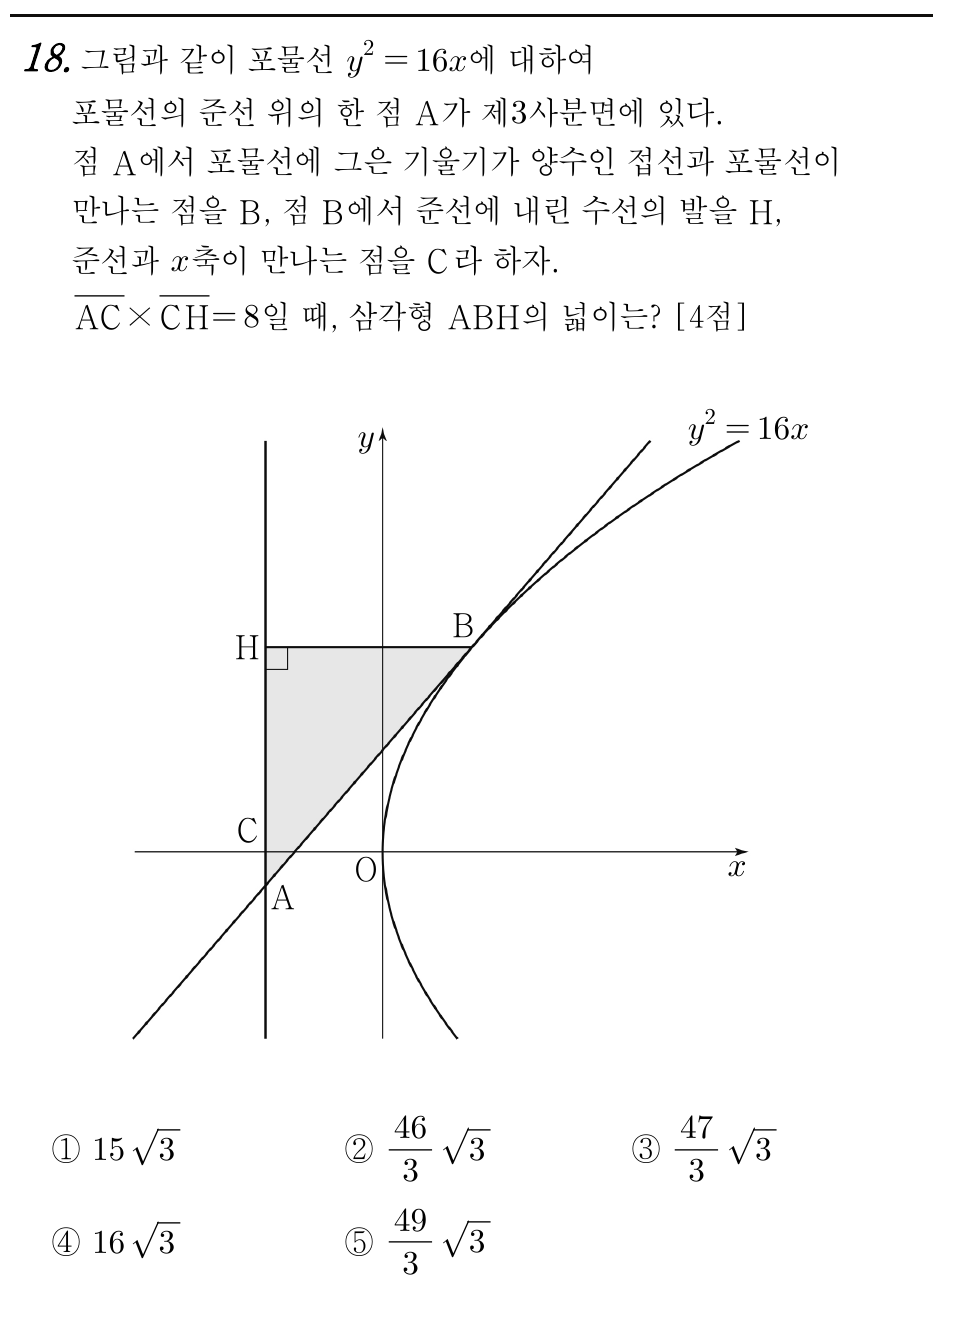 18. 그림과 같이 포물선 y² = 16x에 대하여
포물선의 준선 위의 한 점 A가 제3사분면에 있다.
점 A에서 포물선에 그은 기울기가 양수인 접선과 포물선이
만나는 점을 B, 점 B에서 준선에 내린 수선의 발을 H,
준선과 x축이 만나는 점을 C라 하자.
A̅C̅×C̅H̅=8일 때, 삼각형 ABH의 넓이는? [4점]
y² = 16x
y
B
H
C
O
x
A
① 15√3 ② 46/3 √3 ③ 47/3 √3
④ 16√3 ⑤ 49/3 √3